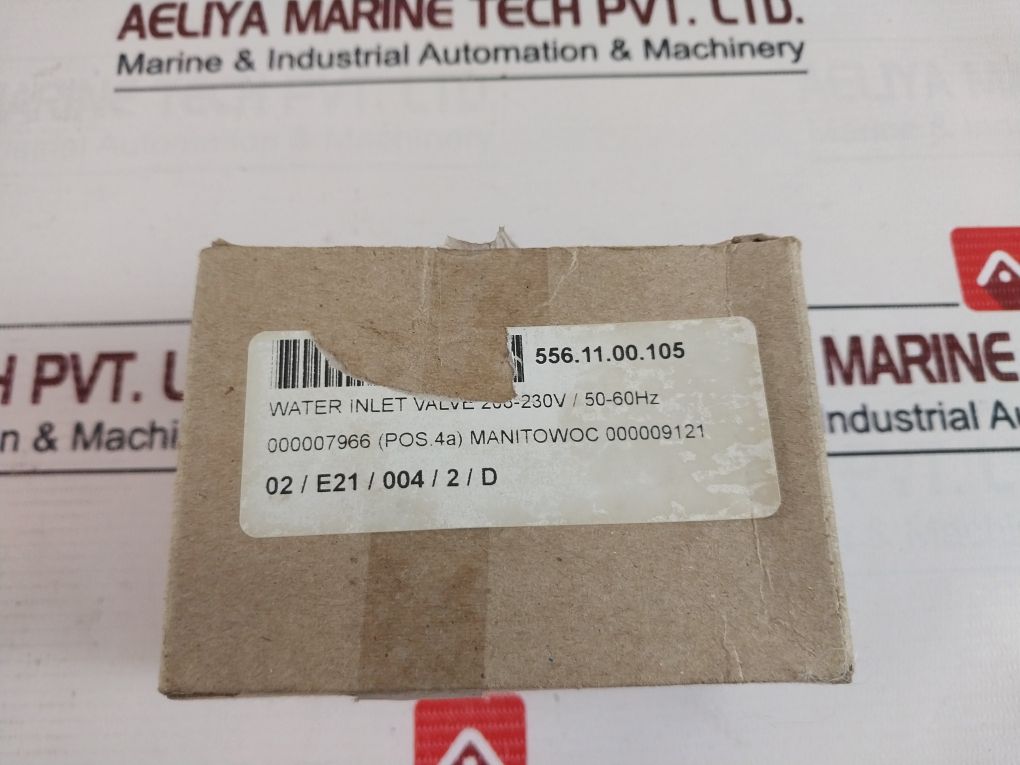 AELIYA MARINE TECH PVT. LTD.
Marine & Industrial Automation & Machinery
556.11.00.105
WATER INLET VALVE 208-230V / 50-60Hz
000007966 (POS.4a) MANITOWOC 000009121
02 / E21 / 004 / 2 / D
H PVT. L
n & Machi
MARINE
ndustrial Au